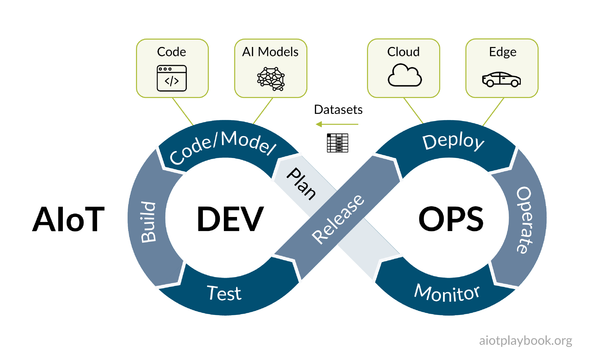 Code
AI Models
Cloud
Edge
</>
Datasets
Code/Model
Plan
Deploy
AIoT
Build
DEV
Release
OPS
Operate
Test
Monitor
aiotplaybook.org